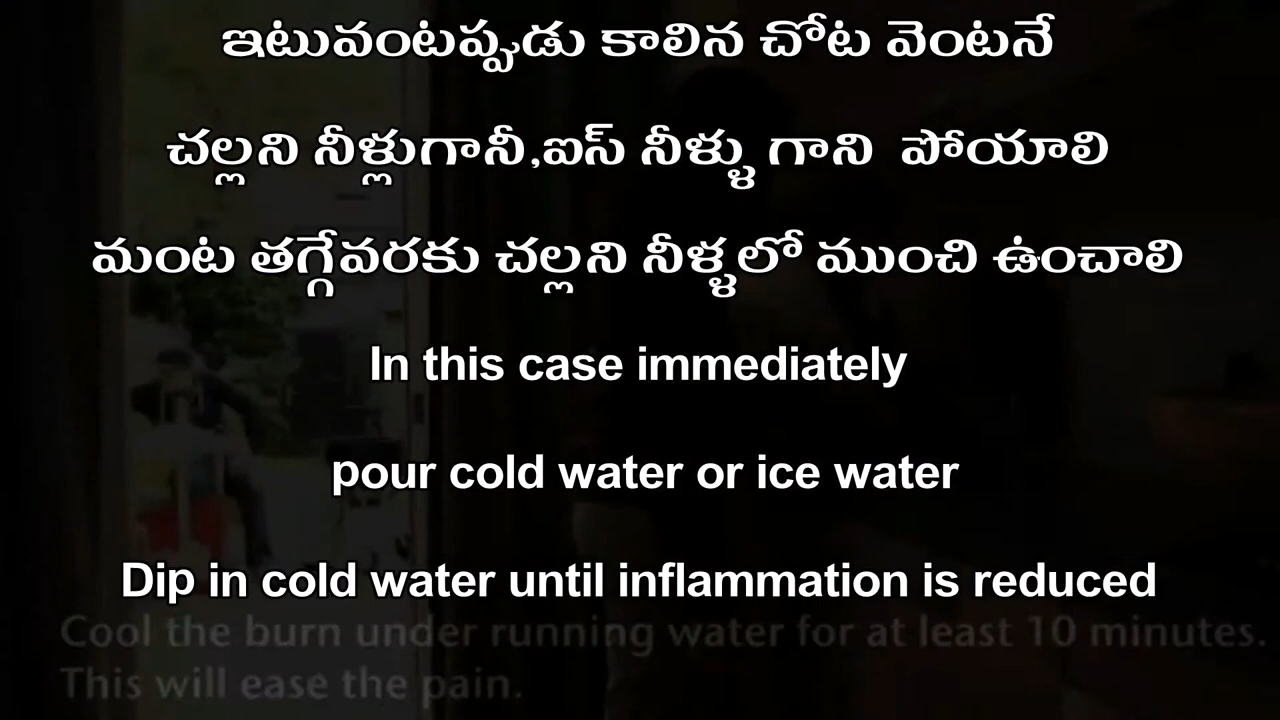 ఇటువంటప్పుడు కాలిన చోట వెంటనే
చల్లని నీళ్లుగానీ,ఐస్ నీళ్ళు గాని పోయాలి
మంట తగ్గేవరకు చల్లని నీళ్ళలో ముంచి ఉంచాలి
In this case immediately
pour cold water or ice water
Dip in cold water until inflammation is reduced
Cool the burn under running water for at least 10 minutes.
This will ease the pain.